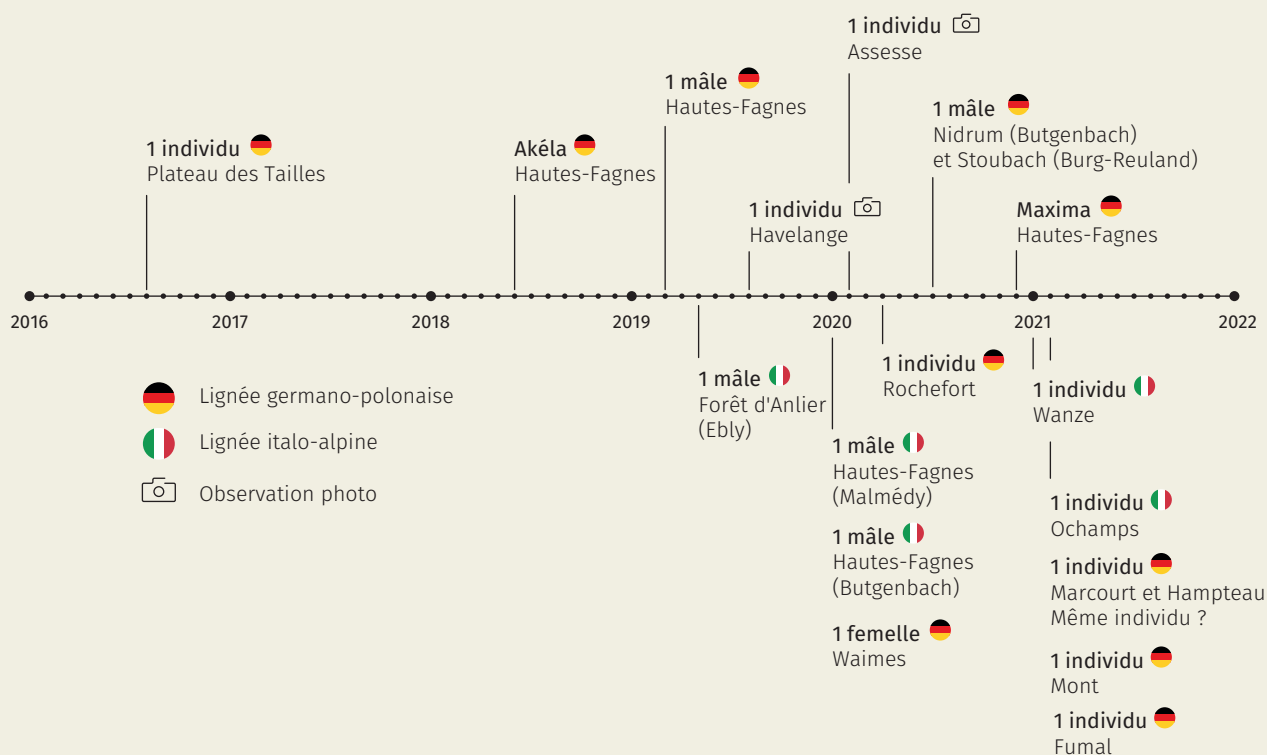 1 individu
Assesse
1 mâle
Hautes-Fagnes
1 mâle
Nidrum (Butgenbach)
et Stoubach (Burg-Reuland)
1 individu
Plateau des Tailles
Akéla
Hautes-Fagnes
1 individu
Havelange
Maxima
Hautes-Fagnes
2016
2017
2018
2019
2020
2021
2022
1 mâle
Forêt d'Anlier
(Ebly)
1 individu
Rochefort
1 individu
Wanze
1 mâle
Hautes-Fagnes
(Malmédy)
1 mâle
Hautes-Fagnes
(Butgenbach)
1 femelle
Waimes
1 individu
Ochamps
1 individu
Marcourt et Hampteau
Même individu ?
1 individu
Mont
1 individu
Fumal
Lignée germano-polonaise
Lignée italo-alpine
Observation photo